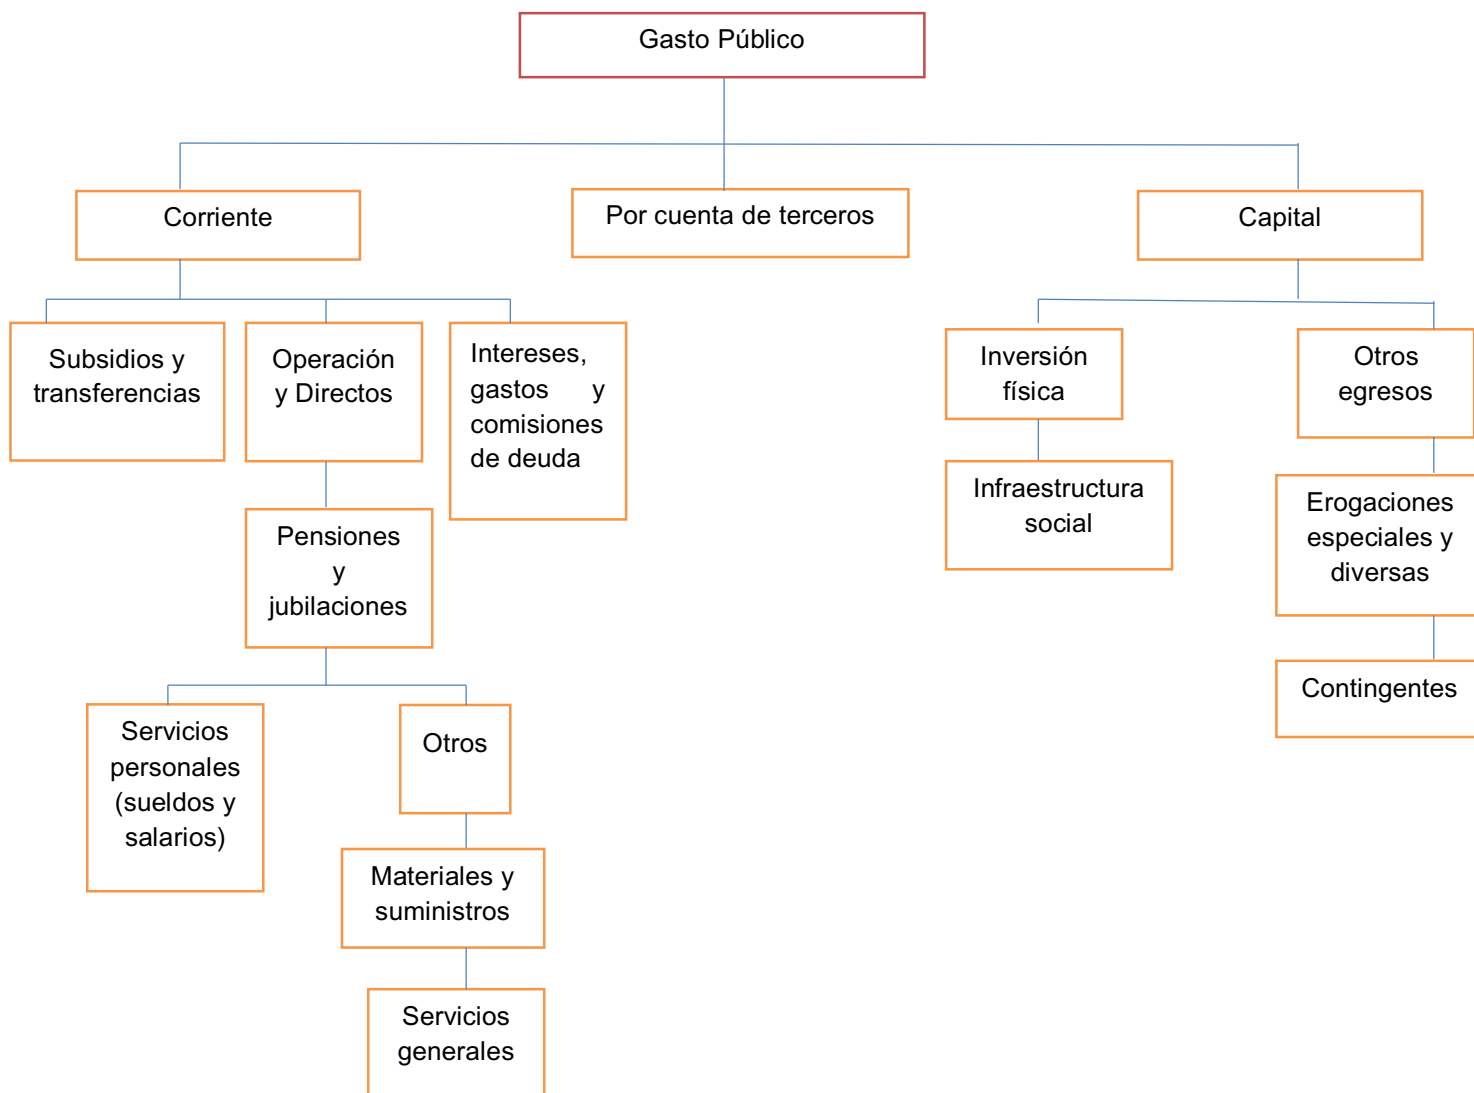 Gasto Público
Corriente
Por cuenta de terceros
Capital
Subsidios y
transferencias
Operación
y Directos
Intereses,
gastos y
comisiones
de deuda
Inversión
física
Otros
egresos
Pensiones
y
jubilaciones
Infraestructura
social
Erogaciones
especiales y
diversas
Servicios
personales
(sueldos y
salarios)
Otros
Contingentes
Materiales y
suministros
Servicios
generales